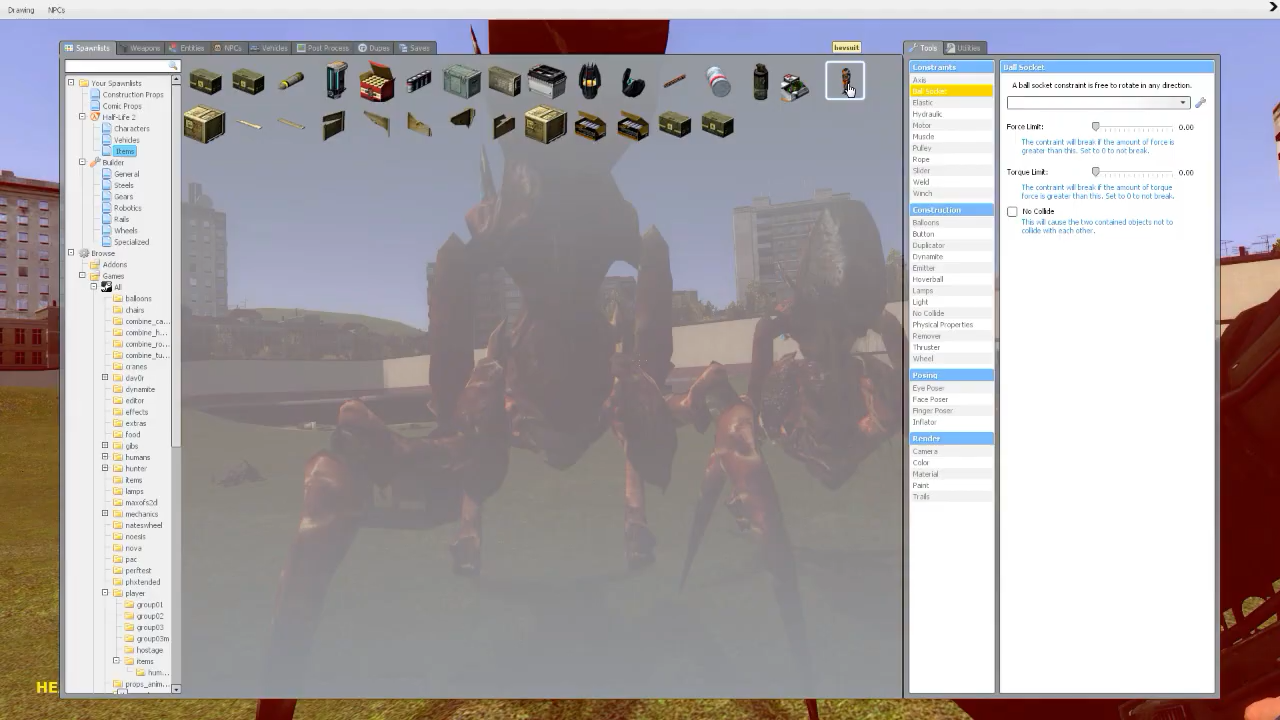 Drawing NPCs
Spawnlists Weapons Entities NPCs Vehicles Post Process Dupes Saves
hevsuit
Tools Utilities
Your Spawnlists
Construction Props
Comic Props
Half-Life 2
Characters
Vehicles
Items
Builder
General
Steels
Gears
Robotics
Rails
Wheels
Specialized
Browse
Addons
Games
All
balloons
chairs
combine_ca...
combine_h...
combine_ro...
combine_tu...
cranes
dav0r
dynamite
editor
effects
extras
food
gibs
humans
hunter
items
lamps
maxofs2d
mechanics
nateswheel
noesis
nova
pac
perftest
phxtended
player
group01
group02
group03
group03m
hostage
items
hum...
props_anim...
HE
Constraints
Axis
Ball Socket
Elastic
Hydraulic
Motor
Muscle
Pulley
Rope
Slider
Weld
Winch
Construction
Balloons
Button
Duplicator
Dynamite
Emitter
Hoverball
Lamps
Light
No Collide
Physical Properties
Remover
Thruster
Wheel
Posing
Eye Poser
Face Poser
Finger Poser
Inflator
Render
Camera
Color
Material
Paint
Trails
Ball Socket
A ball socket constraint is free to rotate in any direction.
Force Limit: 0.00
The contraint will break if the amount of force is
greater than this. Set to 0 to not break.
Torque Limit: 0.00
The contraint will break if the amount of torque
force is greater than this. Set to 0 to not break.
No Collide
This will cause the two contained objects not to
collide with each other.